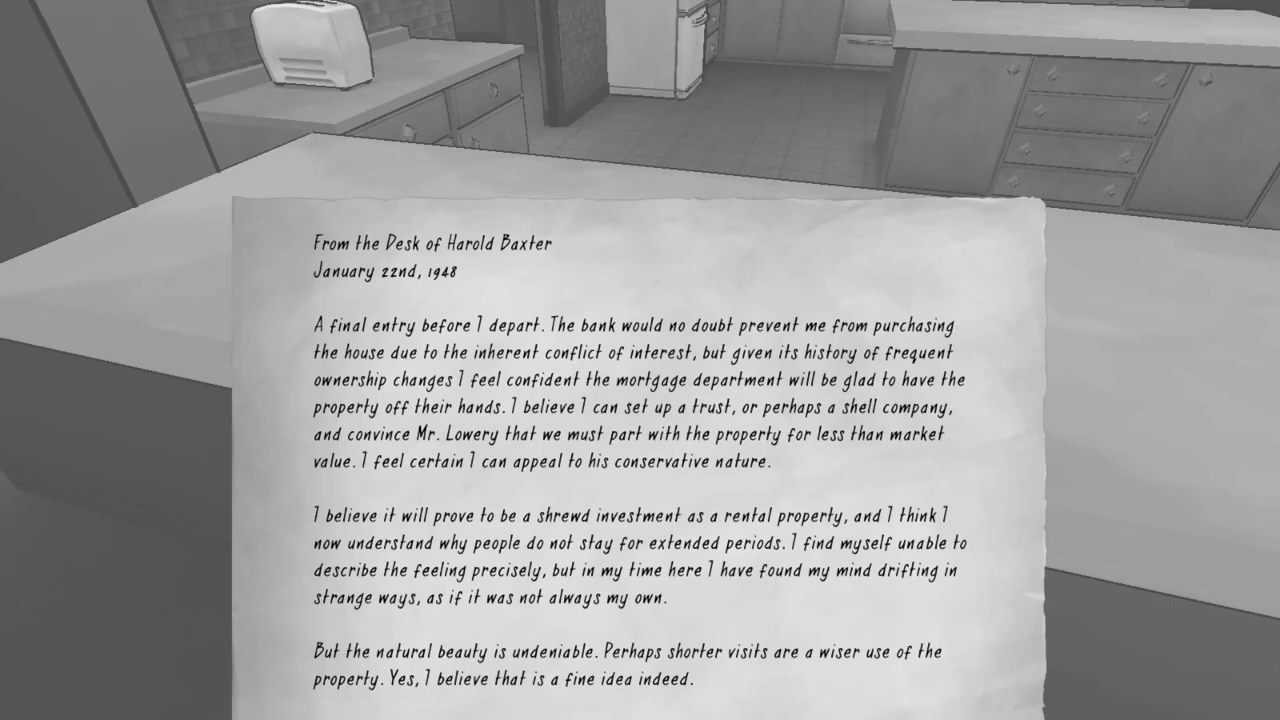 From the Desk of Harold Baxter
January 22nd, 1948
A final entry before I depart. The bank would no doubt prevent me from purchasing
the house due to the inherent conflict of interest, but given its history of frequent
ownership changes I feel confident the mortgage department will be glad to have the
property off their hands. I believe I can set up a trust, or perhaps a shell company,
and convince Mr. Lowery that we must part with the property for less than market
value. I feel certain I can appeal to his conservative nature.
I believe it will prove to be a shrewd investment as a rental property, and I think I
now understand why people do not stay for extended periods. I find myself unable to
describe the feeling precisely, but in my time here I have found my mind drifting in
strange ways, as if it was not always my own.
But the natural beauty is undeniable. Perhaps shorter visits are a wiser use of the
property. Yes, I believe that is a fine idea indeed.